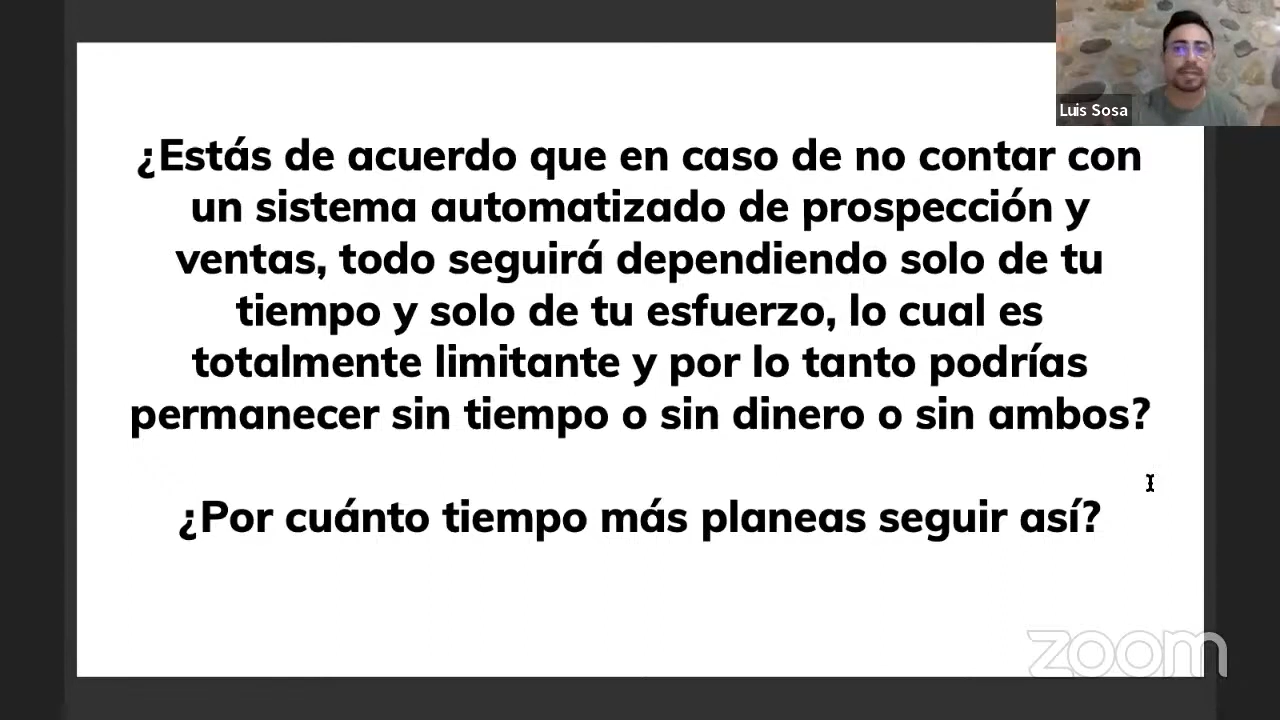 Luis Sosa
¿Estás de acuerdo que en caso de no contar con
un sistema automatizado de prospección y
ventas, todo seguirá dependiendo solo de tu
tiempo y solo de tu esfuerzo, lo cual es
totalmente limitante y por lo tanto podrías
permanecer sin tiempo o sin dinero o sin ambos?
¿Por cuánto tiempo más planeas seguir así?
zoom